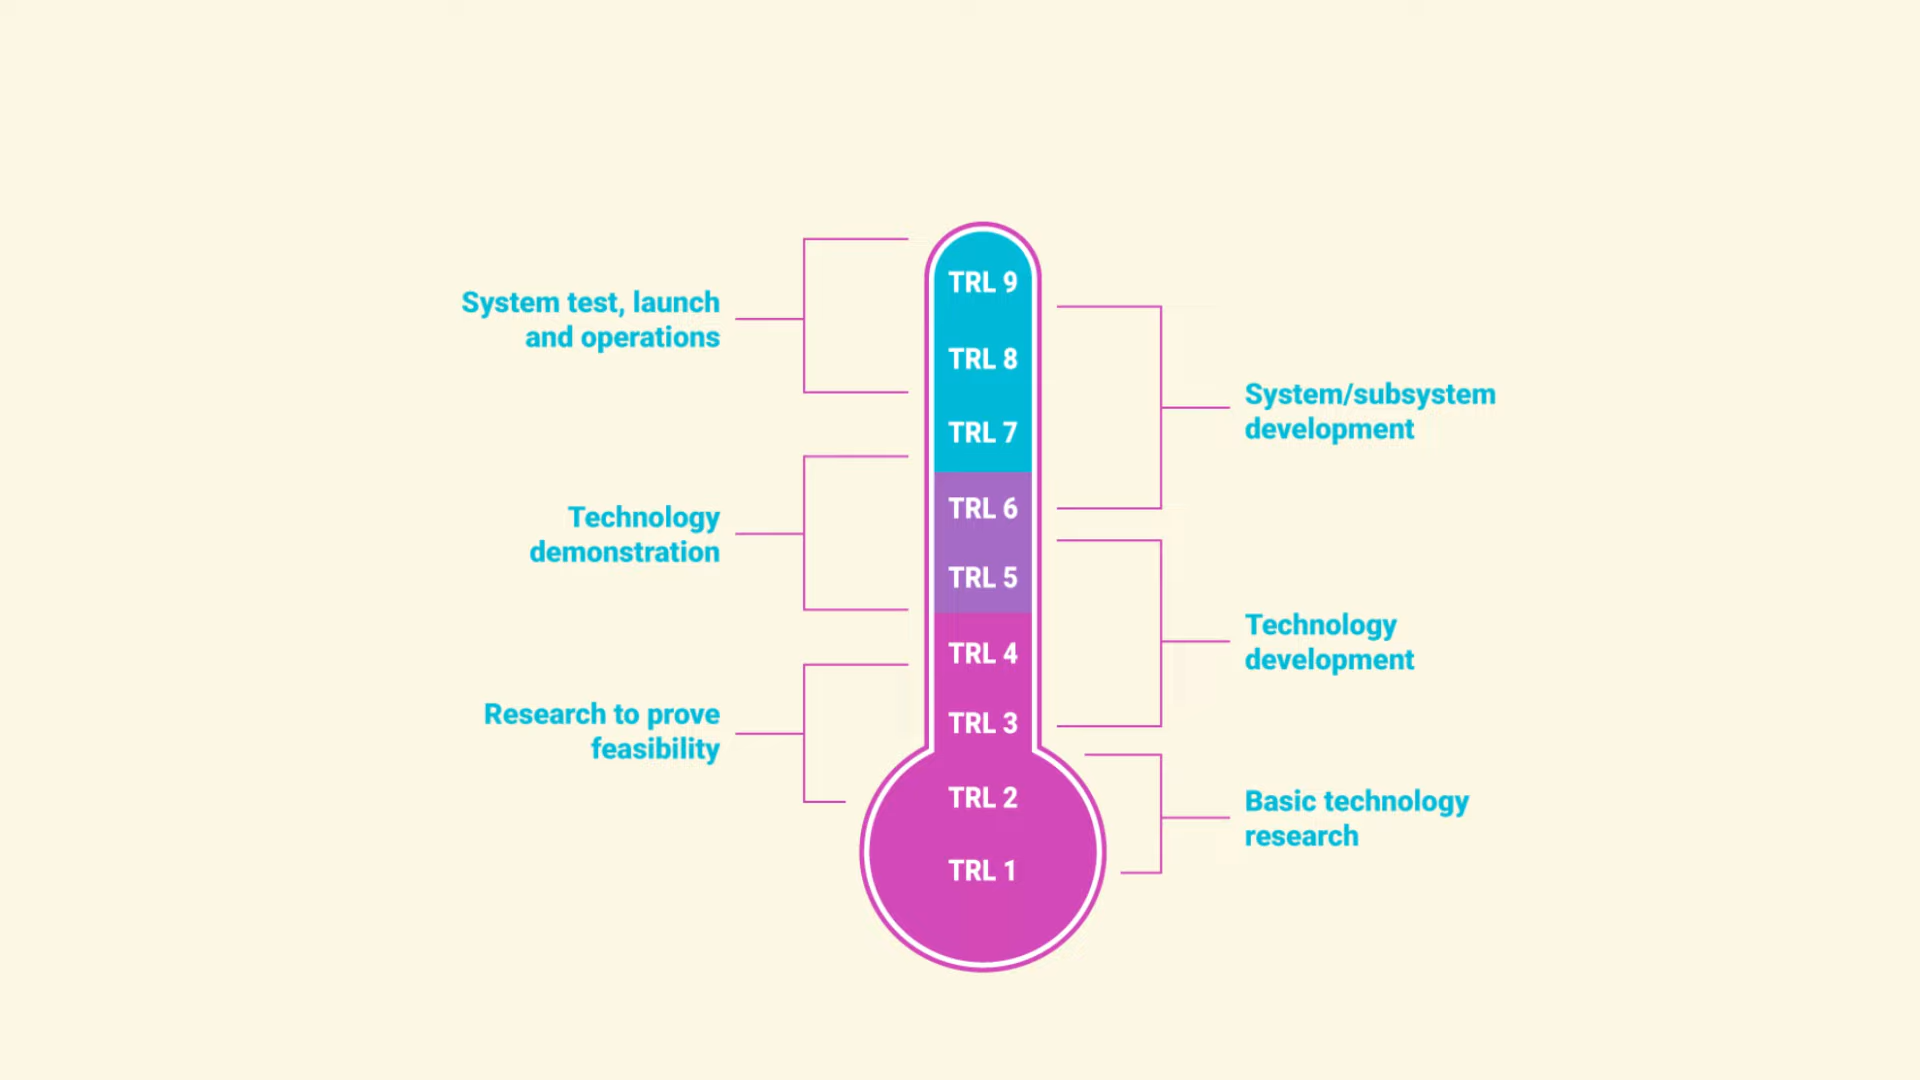 System test, launch
and operations
Technology
demonstration
Research to prove
feasibility
TRL 9
TRL 8
TRL 7
TRL 6
TRL 5
TRL 4
TRL 3
TRL 2
TRL 1
System/subsystem
development
Technology
development
Basic technology
research